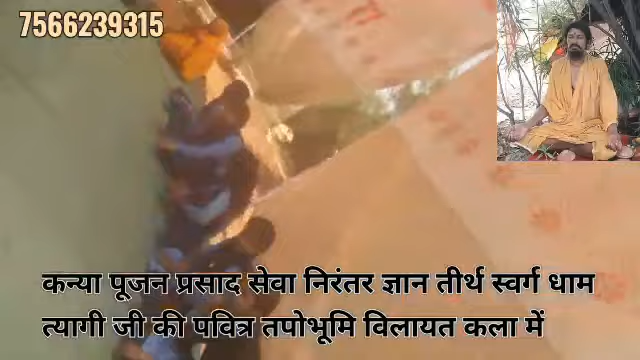 7566239315
कन्या पूजन प्रसाद सेवा निरंतर ज्ञान तीर्थ स्वर्ग धाम
त्यागी जी की पवित्र तपोभूमि विलायत कला में